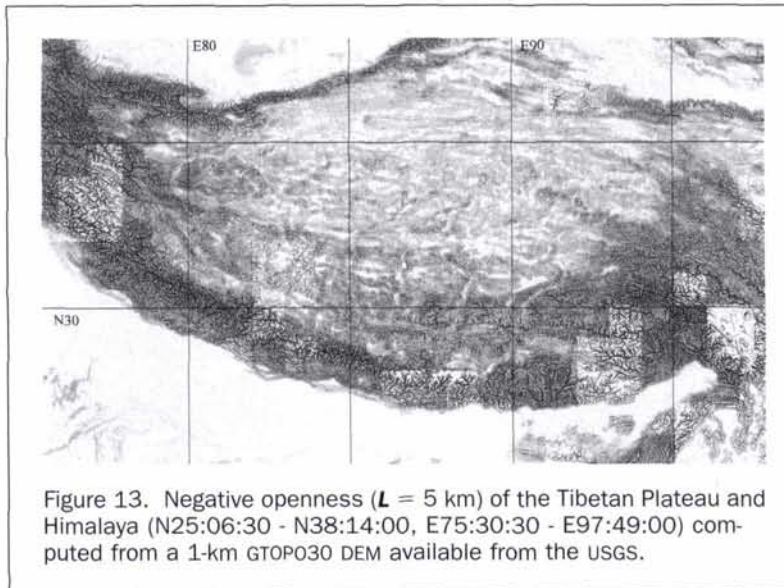 E80
E90
N30
Figure 13. Negative openness (L = 5 km) of the Tibetan Plateau and
Himalaya (N25:06:30 - N38:14:00, E75:30:30 - E97:49:00) com-
puted from a 1-km GTOPO30 DEM available from the USGS.